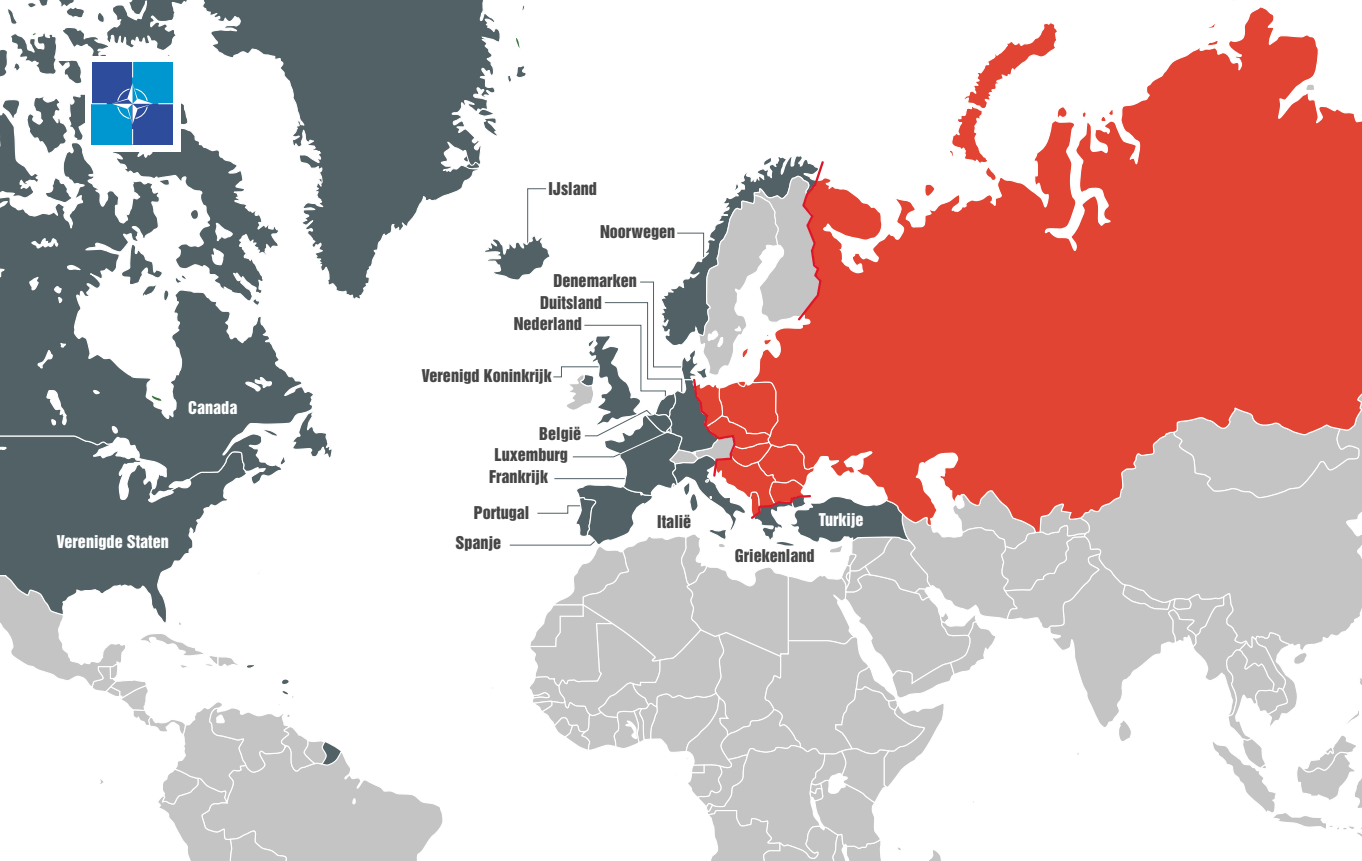 IJsland
Noorwegen
Denemarken
Duitsland
Nederland
Verenigd Koninkrijk
Canada
België
Luxemburg
Frankrijk
Portugal
Italië
Turkije
Verenigde Staten
Spanje
Griekenland